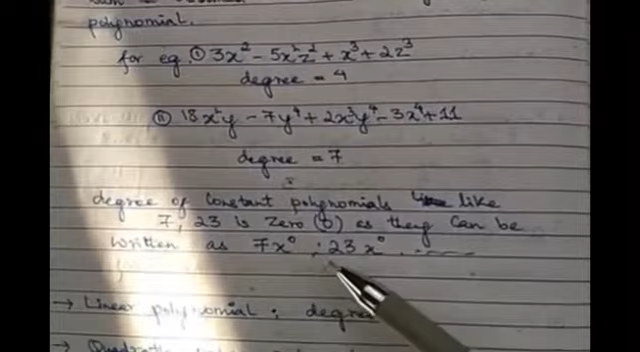 polynomial.
for eg. ① 3x² - 5x²z² + x³ + 2z³
degree = 4
② 18x²y - 7y⁴ + 2x³y⁴ - 3x⁴ + 11
degree = 7
degree of constant polynomials like
7, 23 is zero (0) as they can be
written as 7x⁰ , 23x⁰ . -----
→ Linear polynomial : degree
→ Quadratic